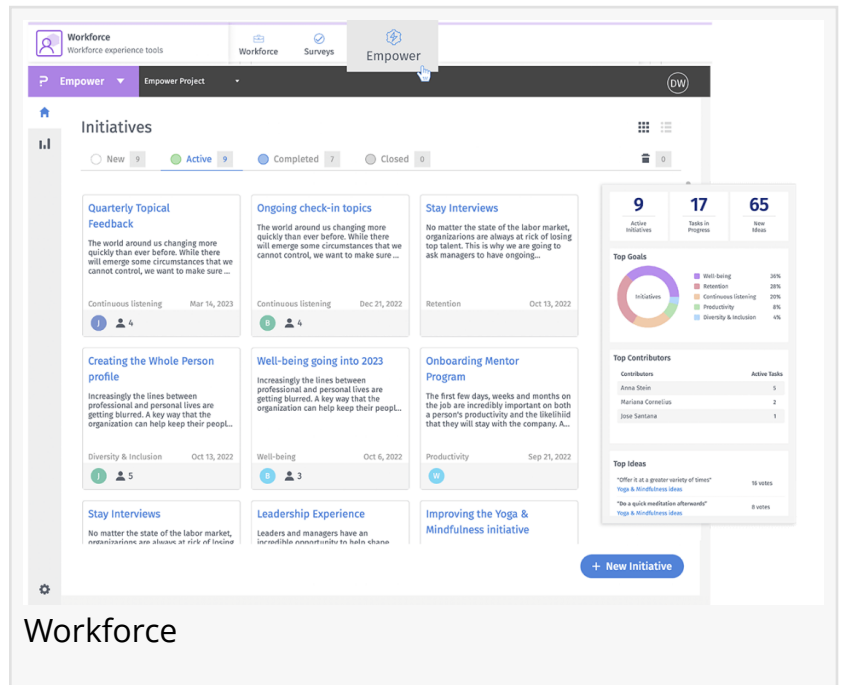 Workforce
Workforce experience tools
Workforce
Surveys
Empower
Empower
Empower Project
DW
Initiatives
New 9
Active 9
Completed 7
Closed 0
0
Quarterly Topical
Feedback
The world around us changing more
quickly than ever before. While there
will emerge some circumstances that we
cannot control, we want to make sure ...
Continuous listening Mar 14, 2023
J 4
Ongoing check-in topics
The world around us changing more
quickly than ever before. While there
will emerge some circumstances that we
cannot control, we want to make sure ...
Continuous listening Dec 21, 2022
B 4
Stay Interviews
No matter the state of the labor market,
organizarions are always at risk of losing
top talent. This is why we are going to
ask managers to have ongoing...
Retention Oct 13, 2022
Creating the Whole Person
profile
Increasingly the lines between
professional and personal lives are
getting blurred. A key way that the
organization can help keep their peopl...
Diversity & Inclusion Oct 13, 2022
J 5
Well-being going into 2023
Increasingly the lines between
professional and personal lives are
getting blurred. A key way that the
organization can help keep their peopl...
Well-being Oct 6, 2022
B 3
Onboarding Mentor
Program
The first few days, weeks and months on
the job are incredibly important on both
a person's productivity and the likelihiid
that they will stay with the company. A...
Productivity Sep 21, 2022
W
Stay Interviews
No matter the state of the labor market,
organizarions are always at risk of losing
Leadership Experience
Leaders and managers have an
incredible opportunity to help shape
Improving the Yoga &
Mindfulness initiative
+ New Initiative
9
Active
Initiatives
17
Tasks in
Progress
65
New
Ideas
Top Goals
Initiatives
Well-being 36%
Retention 28%
Continuous listening 20%
Productivity 8%
Diversity & Inclusion 4%
Top Contributors
Contributors Active Tasks
Anna Stein 5
Mariana Cornelius 2
Jose Santana 1
Top Ideas
"Offer it at a greater variety of times"
Yoga & Mindfulness ideas
16 votes
"Do a quick meditation afterwards"
Yoga & Mindfulness ideas
8 votes
Workforce